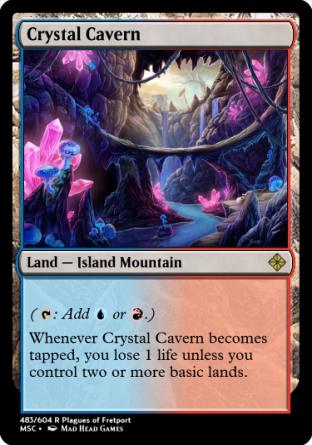 Crystal Cavern
Land — Island Mountain
(: Add or .)
Whenever Crystal Cavern becomes
tapped, you lose 1 life unless you
control two or more basic lands.
483/604 R Plagues of Fretport
MSC • Mad Head Games